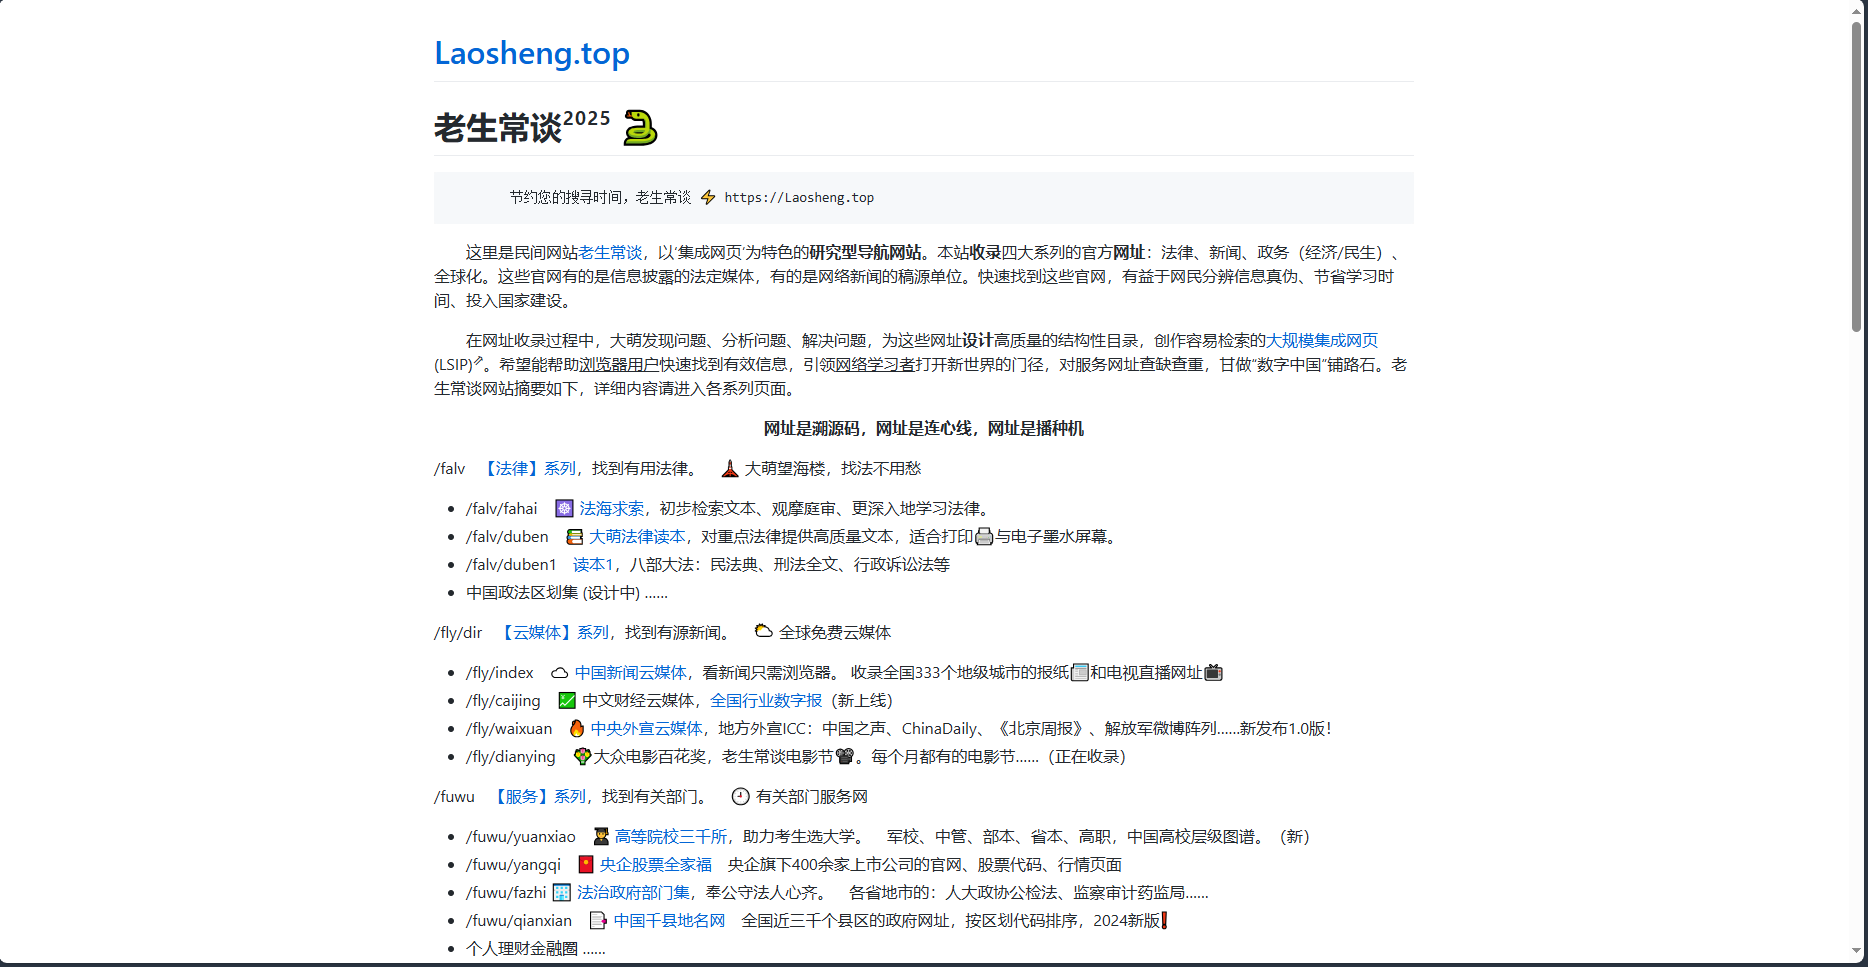 Laosheng.top
老生常谈2025 🐍
节约您的搜寻时间，老生常谈 ⚡ https://Laosheng.top
这里是民间网站老生常谈，以‘集成网页’为特色的研究型导航网站。本站收录四大系列的官方网址：法律、新闻、政务（经济/民生）、
全球化。这些官网有的是信息披露的法定媒体，有的是网络新闻的稿源单位。快速找到这些官网，有益于网民分辨信息真伪、节省学习时
间、投入国家建设。
在网址收录过程中，大萌发现问题、分析问题、解决问题，为这些网址设计高质量的结构性目录，创作容易检索的大规模集成网页
(LSIP)⇗。希望能帮助浏览器用户快速找到有效信息，引领网络学习者打开新世界的门径，对服务网址查缺查重，甘做“数字中国”铺路石。老
生常谈网站摘要如下，详细内容请进入各系列页面。
网址是溯源码，网址是连心线，网址是播种机
/falv 【法律】系列，找到有用法律。 🗼 大萌望海楼，找法不用愁
/falv/fahai ☸ 法海求索，初步检索文本、观摩庭审、更深入地学习法律。
/falv/duben 📚 大萌法律读本，对重点法律提供高质量文本，适合打印🖨与电子墨水屏幕。
/falv/duben1 读本1，八部大法：民法典、刑法全文、行政诉讼法等
中国政法区划集 (设计中) ......
/fly/dir 【云媒体】系列，找到有源新闻。 🌤 全球免费云媒体
/fly/index ☁ 中国新闻云媒体，看新闻只需浏览器。 收录全国333个地级城市的报纸📰和电视直播网址📺
/fly/caijing 💹 中文财经云媒体，全国行业数字报（新上线）
/fly/waixuan 🔥 中央外宣云媒体，地方外宣ICC：中国之声、ChinaDaily、《北京周报》、解放军微博阵列......新发布1.0版！
/fly/dianying 💐大众电影百花奖，老生常谈电影节📽。每个月都有的电影节......（正在收录）
/fuwu 【服务】系列，找到有关部门。 🕘 有关部门服务网
/fuwu/yuanxiao 👨‍🎓 高等院校三千所，助力考生选大学。 军校、中管、部本、省本、高职，中国高校层级图谱。（新）
/fuwu/yangqi 🧧 央企股票全家福 央企旗下400余家上市公司的官网、股票代码、行情页面
/fuwu/fazhi 🏢 法治政府部门集，奉公守法人心齐。 各省地市的：人大政协公检法、监察审计药监局......
/fuwu/qianxian 📑 中国千县地名网 全国近三千个县区的政府网址，按区划代码排序，2024新版❗
个人理财金融圈 ......